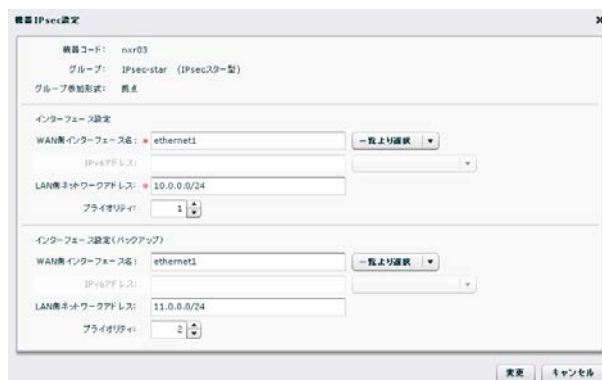 機器IPsec設定
機器コード: nxr03
グループ: IPsec-star (IPsecスター型)
グループ参加形式: 拠点
インターフェース設定
WAN側インターフェース名: * ethernet1 一覧より選択
IPv6アドレス:
LAN側ネットワークアドレス: * 10.0.0.0/24
プライオリティ: 1
インターフェース設定(バックアップ)
WAN側インターフェース名: ethernet1 一覧より選択
IPv6アドレス:
LAN側ネットワークアドレス: 11.0.0.0/24
プライオリティ: 2
変更 キャンセル